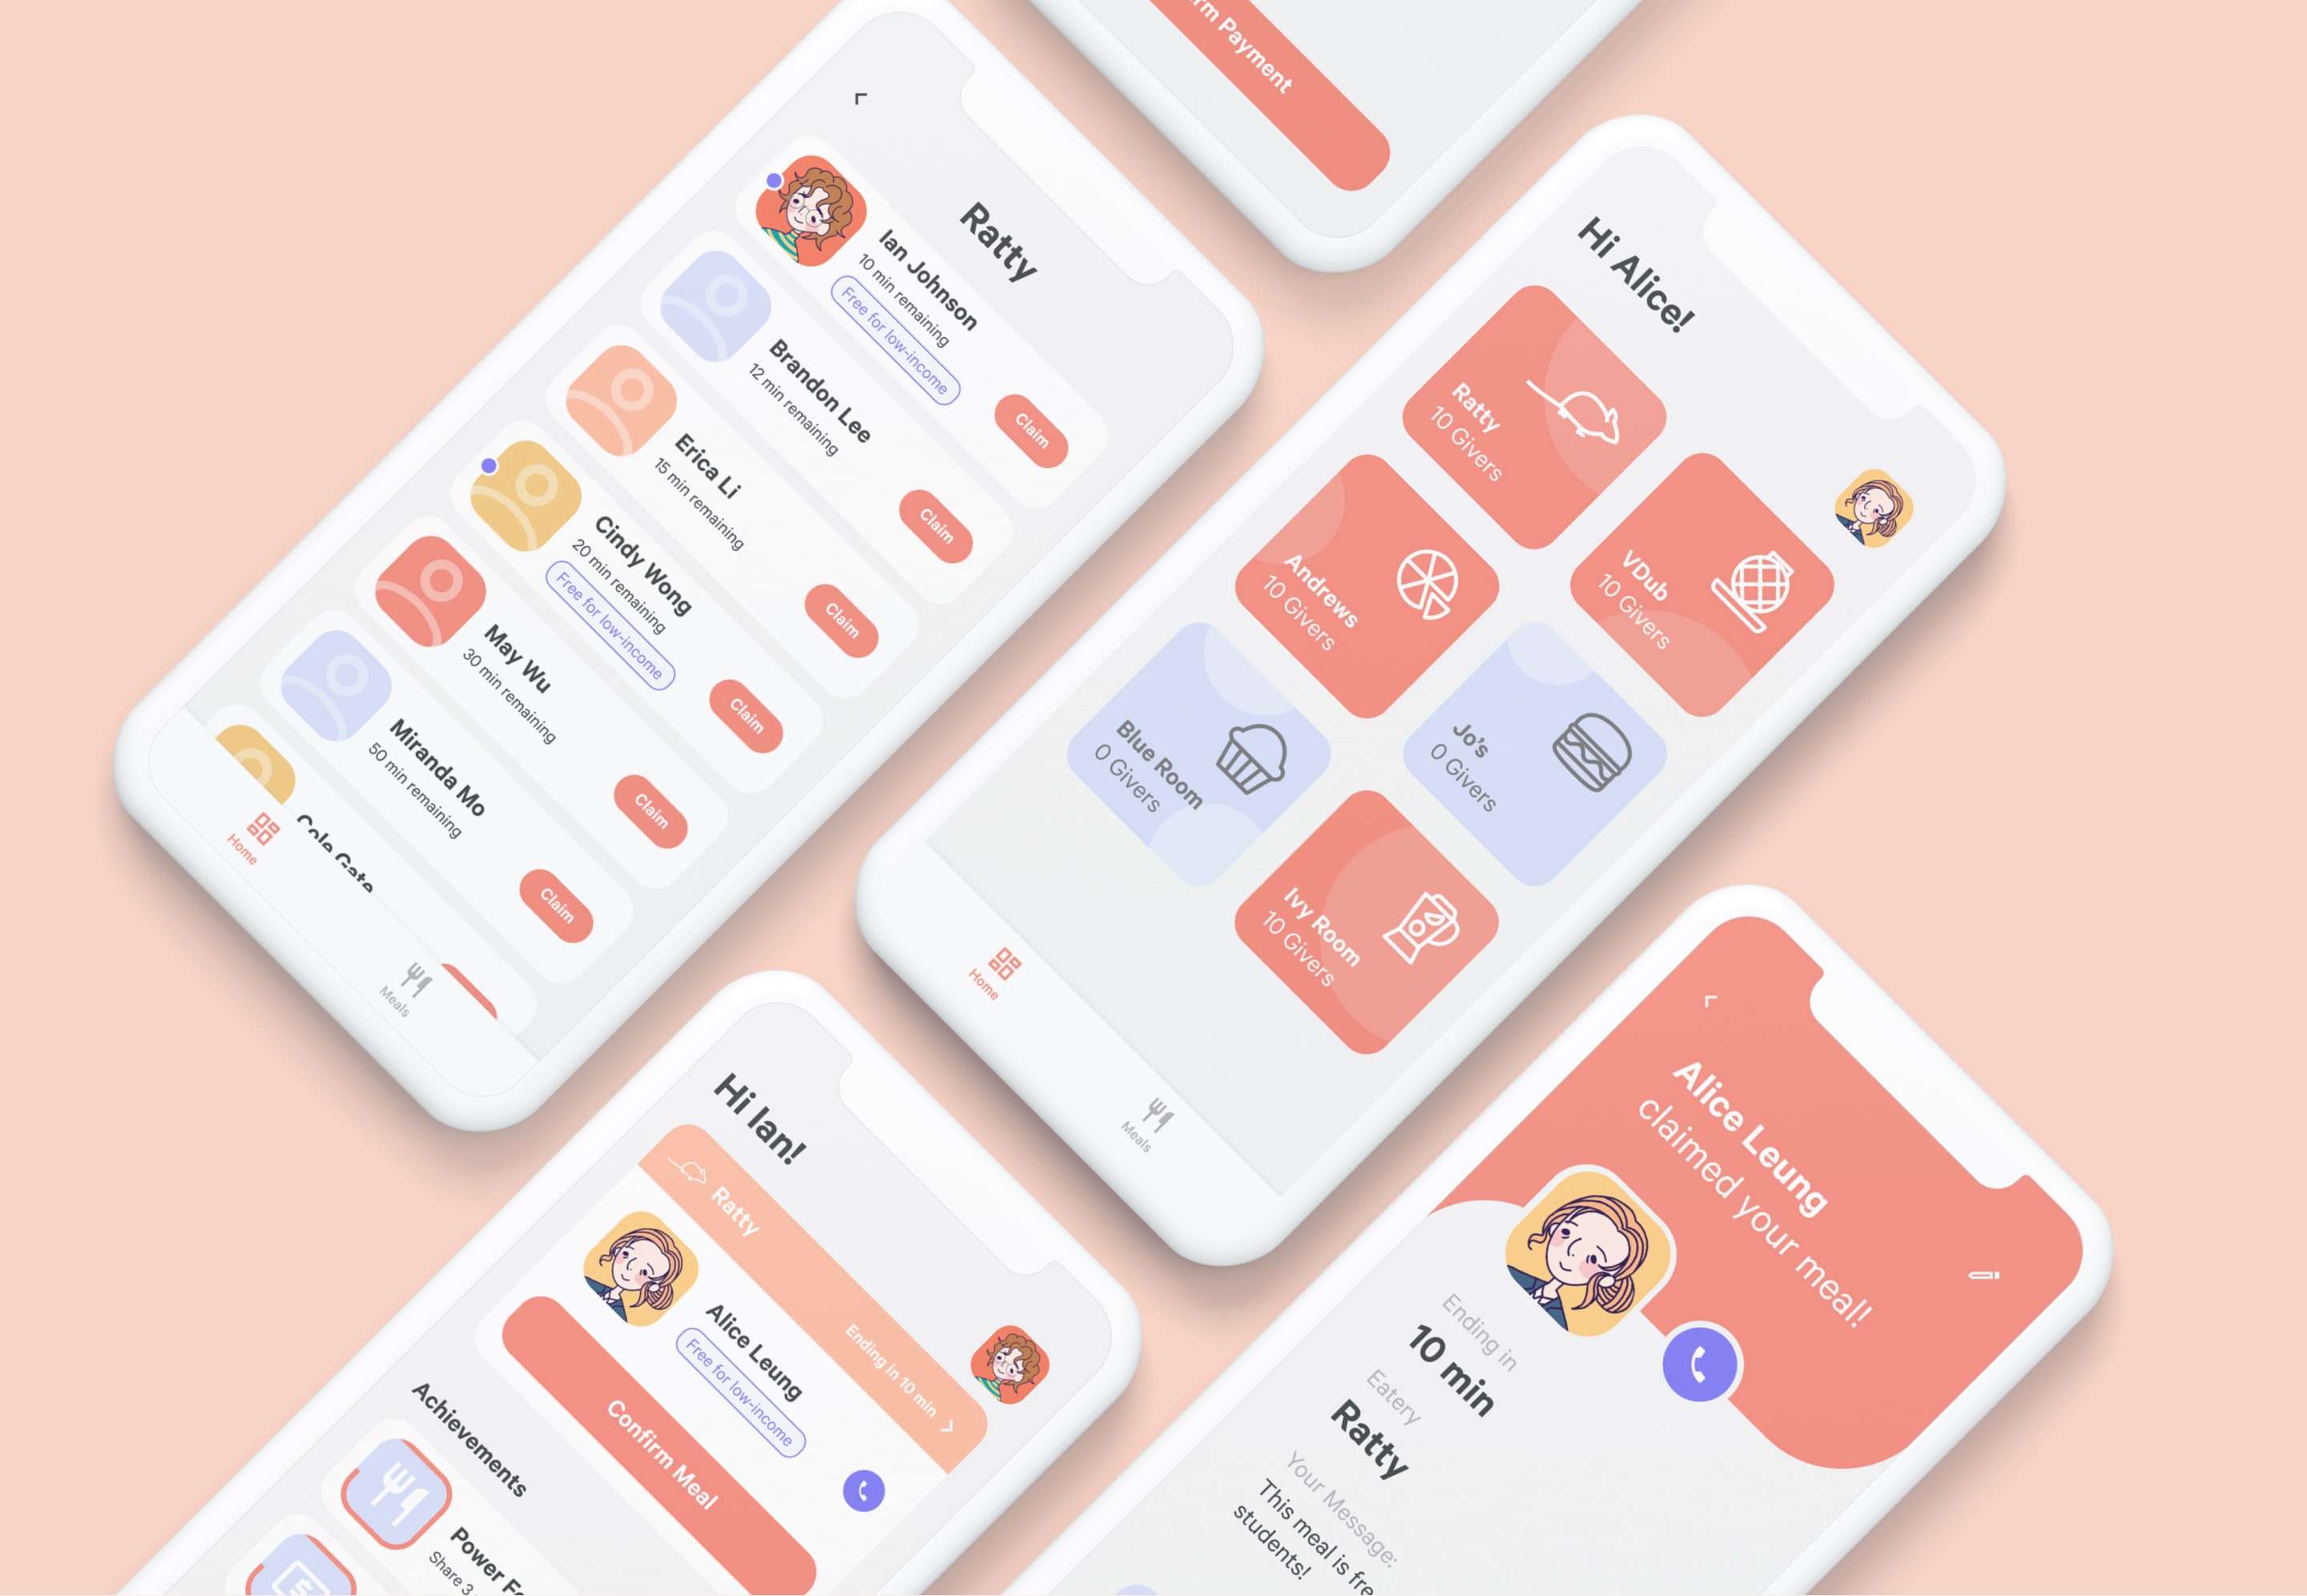 rm Payment
Ratty
Ian Johnson
10 min remaining
Free for low-income
Claim
Brandon Lee
12 min remaining
Claim
Erica Li
15 min remaining
Claim
Cindy Wong
20 min remaining
Free for low-income
Claim
May Wu
30 min remaining
Claim
Miranda Mo
50 min remaining
Claim
Cole Gate
Home
Meals
Hi Alice!
Ratty
10 Givers
VDub
10 Givers
Andrews
10 Givers
Jo's
0 Givers
Blue Room
0 Givers
Ivy Room
10 Givers
Home
Meals
Hi Ian!
Ratty
Ending in 10 min
Alice Leung
Free for low-income
Confirm Meal
Achievements
Power Fe
Share 3
Alice Leung
claimed your meal!
Ending in
10 min
Eatery
Ratty
Your Message:
This meal is fre
students!